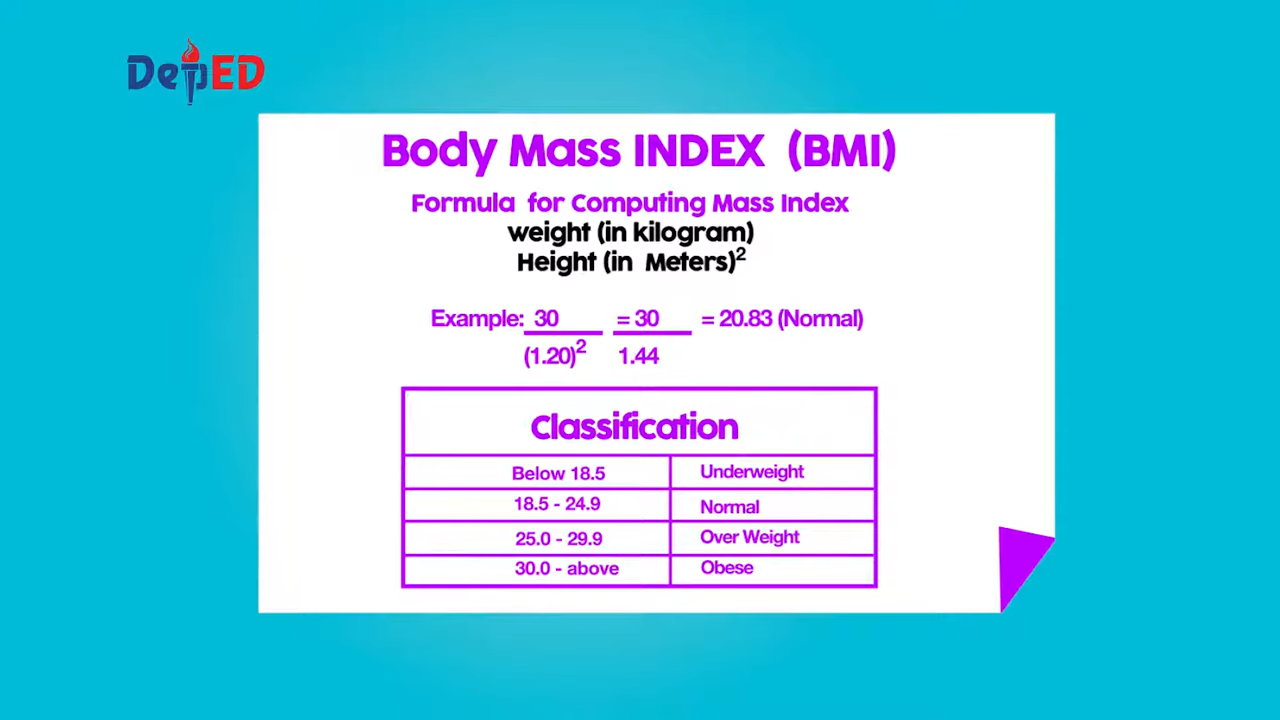 DepED
Body Mass INDEX (BMI)
Formula for Computing Mass Index
weight (in kilogram)
Height (in Meters)²
Example: 30 = 30 = 20.83 (Normal)
(1.20)² 1.44
Classification
Below 18.5 Underweight
18.5 - 24.9 Normal
25.0 - 29.9 Over Weight
30.0 - above Obese